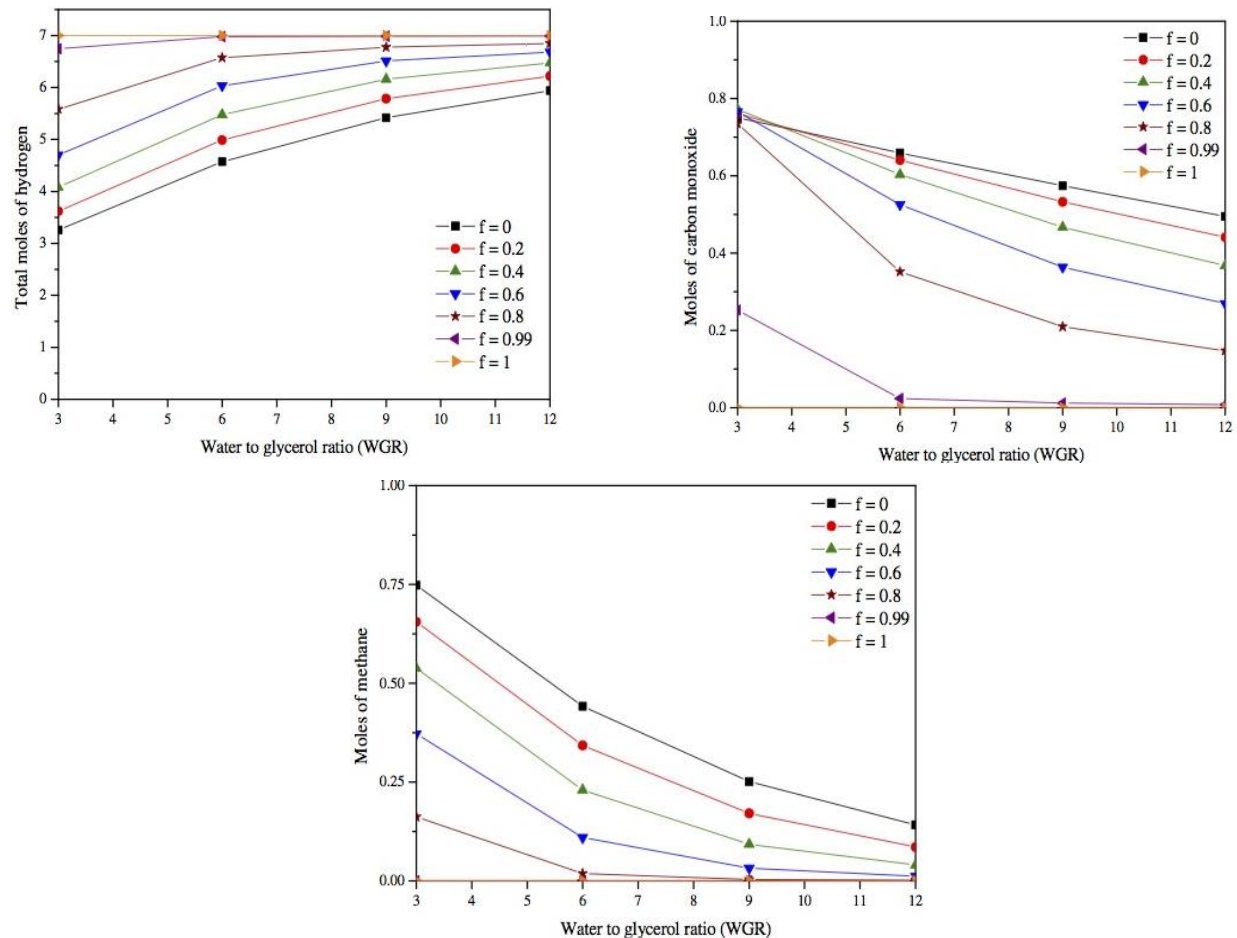 7
6
5
4
3
2
1
0
Total moles of hydrogen
f = 0
f = 0.2
f = 0.4
f = 0.6
f = 0.8
f = 0.99
f = 1
3 4 5 6 7 8 9 10 11 12
Water to glycerol ratio (WGR)
1.0
0.8
0.6
0.4
0.2
0.0
Moles of carbon monoxide
f = 0
f = 0.2
f = 0.4
f = 0.6
f = 0.8
f = 0.99
f = 1
3 4 5 6 7 8 9 10 11 12
Water to glycerol ratio (WGR)
1.00
0.75
0.50
0.25
0.00
Moles of methane
f = 0
f = 0.2
f = 0.4
f = 0.6
f = 0.8
f = 0.99
f = 1
3 4 5 6 7 8 9 10 11 12
Water to glycerol ratio (WGR)